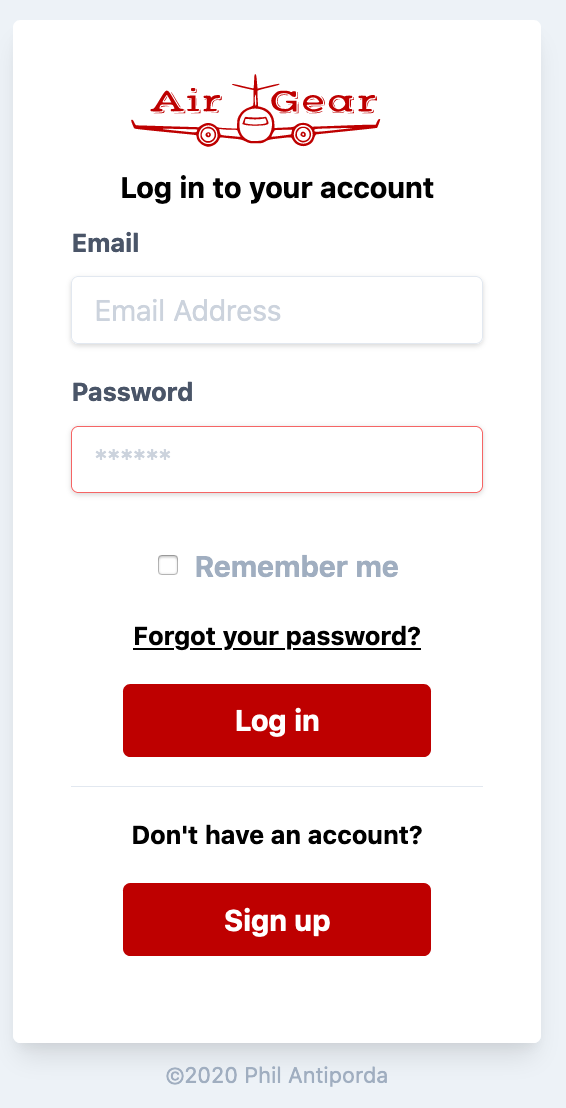 Air Gear
Log in to your account
Email
Email Address
Password
******
Remember me
Forgot your password?
Log in
Don't have an account?
Sign up
©2020 Phil Antiporda